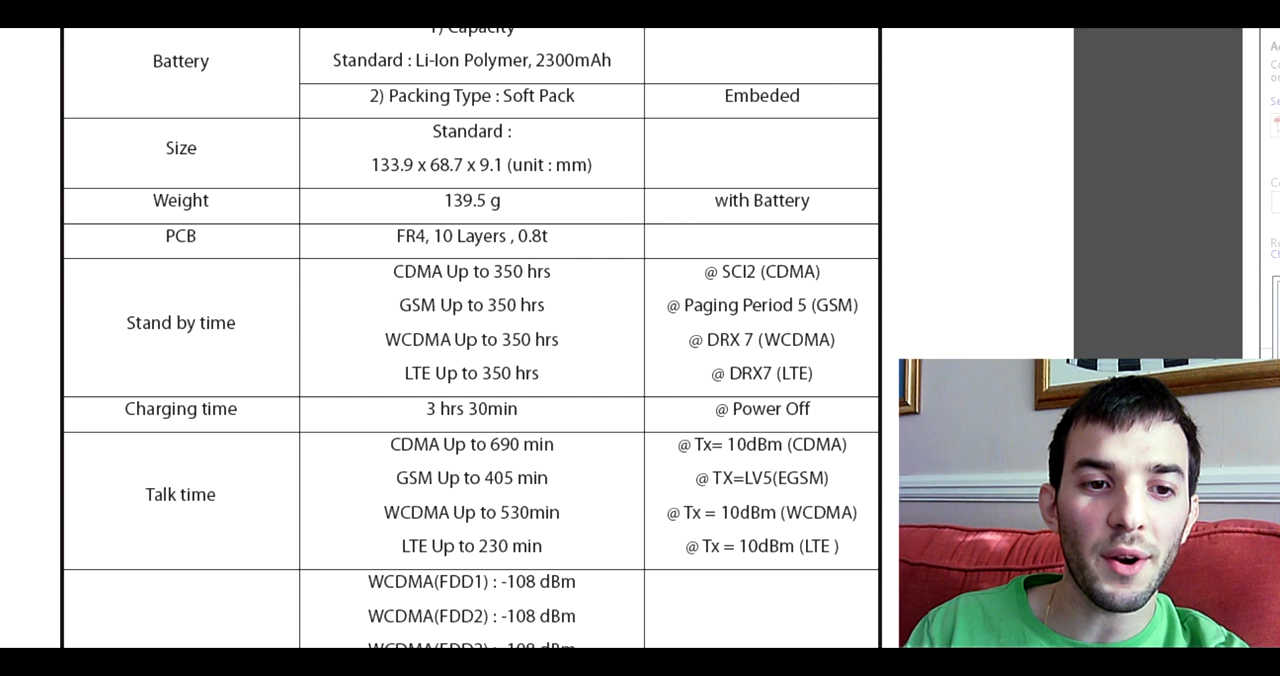 1) Capacity
Battery
Standard : Li-Ion Polymer, 2300mAh
2) Packing Type : Soft Pack
Embeded
Size
Standard :
133.9 x 68.7 x 9.1 (unit : mm)
Weight
139.5 g
with Battery
PCB
FR4, 10 Layers , 0.8t
Stand by time
CDMA Up to 350 hrs
@ SCI2 (CDMA)
GSM Up to 350 hrs
@ Paging Period 5 (GSM)
WCDMA Up to 350 hrs
@ DRX 7 (WCDMA)
LTE Up to 350 hrs
@ DRX7 (LTE)
Charging time
3 hrs 30min
@ Power Off
Talk time
CDMA Up to 690 min
@ Tx= 10dBm (CDMA)
GSM Up to 405 min
@ TX=LV5(EGSM)
WCDMA Up to 530min
@ Tx = 10dBm (WCDMA)
LTE Up to 230 min
@ Tx = 10dBm (LTE )
WCDMA(FDD1) : -108 dBm
WCDMA(FDD2) : -108 dBm